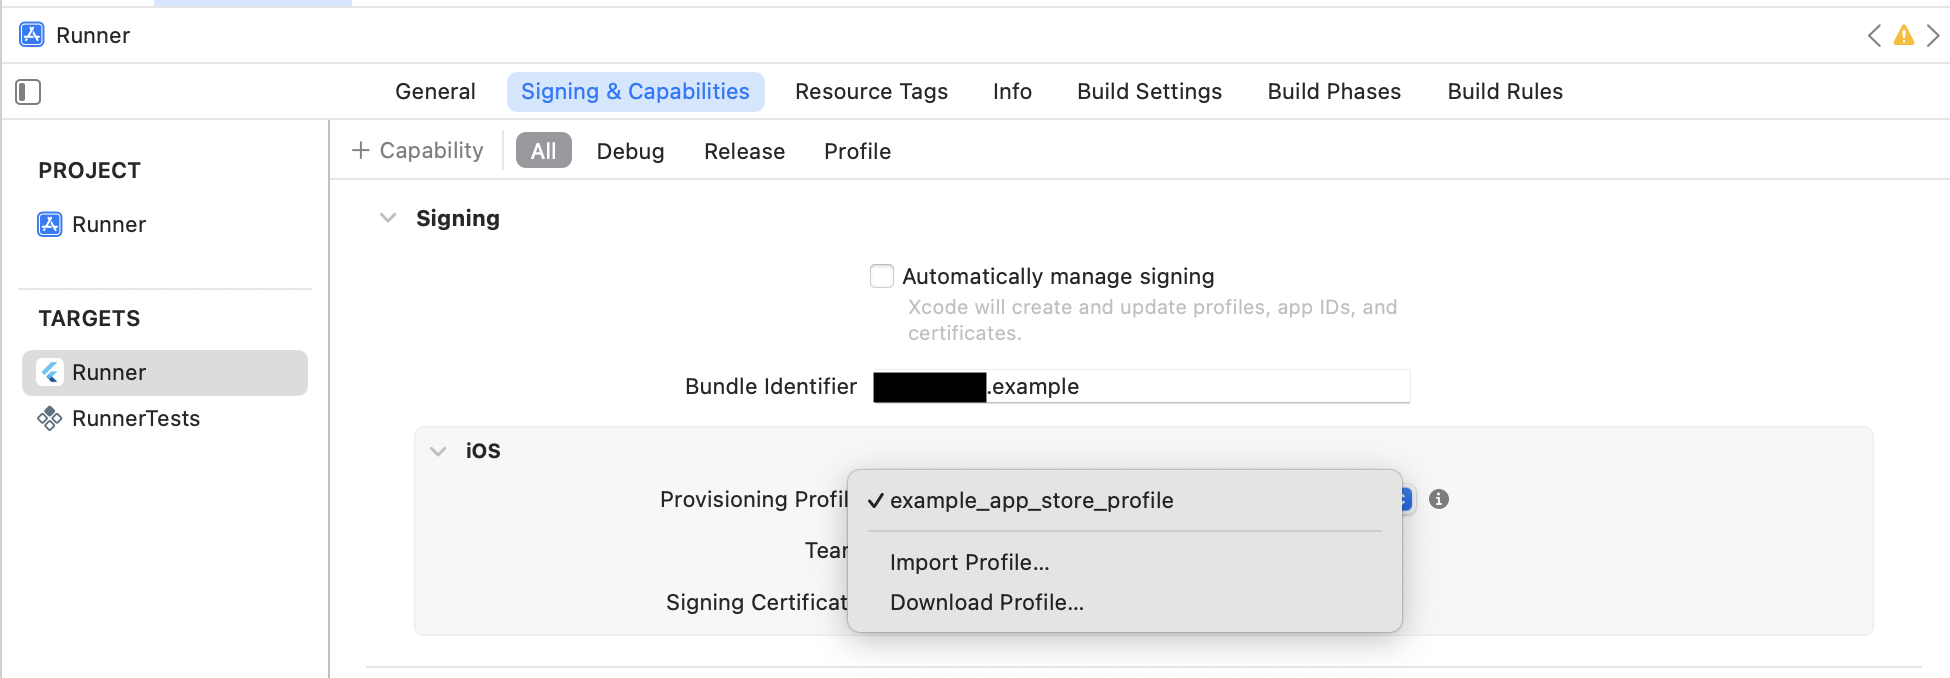 Runner
General Signing & Capabilities Resource Tags Info Build Settings Build Phases Build Rules
PROJECT
Runner
TARGETS
Runner
RunnerTests
+ Capability All Debug Release Profile
Signing
Automatically manage signing
Xcode will create and update profiles, app IDs, and
certificates.
Bundle Identifier .example
iOS
Provisioning Profil
example_app_store_profile
Tear
Import Profile...
Signing Certificat
Download Profile...